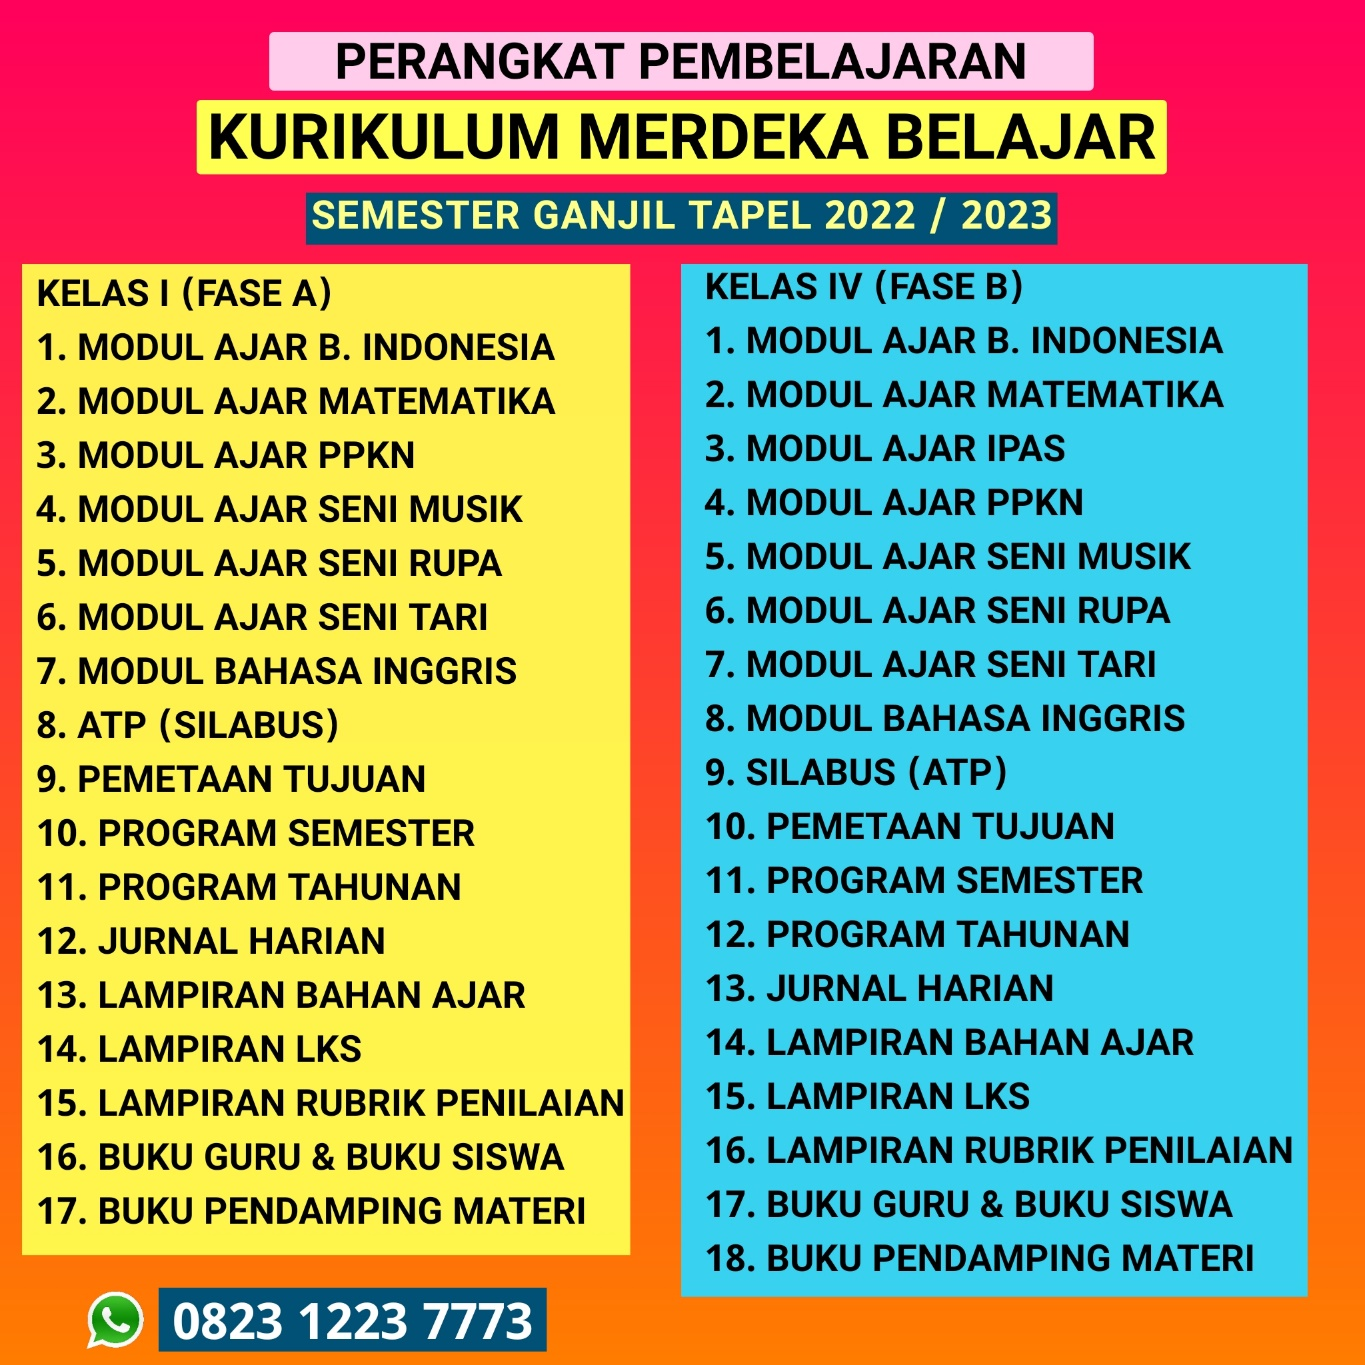 PERANGKAT PEMBELAJARAN
KURIKULUM MERDEKA BELAJAR
SEMESTER GANJIL TAPEL 2022 / 2023
KELAS I (FASE A)
1. MODUL AJAR B. INDONESIA
2. MODUL AJAR MATEMATIKA
3. MODUL AJAR PPKN
4. MODUL AJAR SENI MUSIK
5. MODUL AJAR SENI RUPA
6. MODUL AJAR SENI TARI
7. MODUL BAHASA INGGRIS
8. ATP (SILABUS)
9. PEMETAAN TUJUAN
10. PROGRAM SEMESTER
11. PROGRAM TAHUNAN
12. JURNAL HARIAN
13. LAMPIRAN BAHAN AJAR
14. LAMPIRAN LKS
15. LAMPIRAN RUBRIK PENILAIAN
16. BUKU GURU & BUKU SISWA
17. BUKU PENDAMPING MATERI
KELAS IV (FASE B)
1. MODUL AJAR B. INDONESIA
2. MODUL AJAR MATEMATIKA
3. MODUL AJAR IPAS
4. MODUL AJAR PPKN
5. MODUL AJAR SENI MUSIK
6. MODUL AJAR SENI RUPA
7. MODUL AJAR SENI TARI
8. MODUL BAHASA INGGRIS
9. SILABUS (ATP)
10. PEMETAAN TUJUAN
11. PROGRAM SEMESTER
12. PROGRAM TAHUNAN
13. JURNAL HARIAN
14. LAMPIRAN BAHAN AJAR
15. LAMPIRAN LKS
16. LAMPIRAN RUBRIK PENILAIAN
17. BUKU GURU & BUKU SISWA
18. BUKU PENDAMPING MATERI
0823 1223 7773